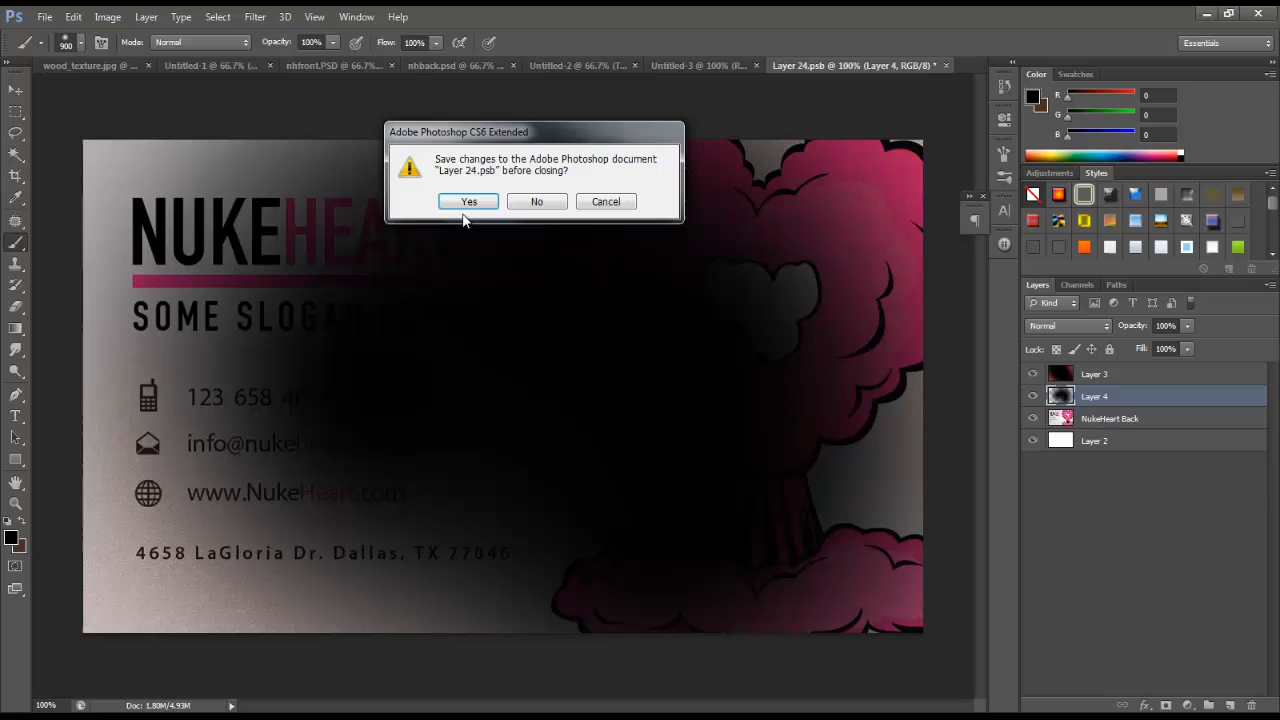 Ps File Edit Image Layer Type Select Filter 3D View Window Help
900 Mode: Normal Opacity: 100% Flow: 100% Essentials
wood_texture.jpg @ ... × Untitled-1 @ 66.7% (... × nhfront.PSD @ 66.7%... × nhback.psd @ 66.7% ... × Untitled-2 @ 66.7% (T... × Untitled-3 @ 100% (R... × Layer 24.psb @ 100% (Layer 4, RGB/8) * ×
Color Swatches
R 0
G 0
B 0
Adobe Photoshop CS6 Extended
Save changes to the Adobe Photoshop document
"Layer 24.psb" before closing?
Yes No Cancel
Adjustments Styles
NUKEHEART
SOME SLOGA
123 658 4
info@nukeh
www.NukeHeart.com
4658 LaGloria Dr. Dallas, TX 77046
Layers Channels Paths
Kind
Normal Opacity: 100%
Lock: Fill: 100%
Layer 3
Layer 4
NukeHeart Back
Layer 2
100% Doc: 1.80M/4.93M